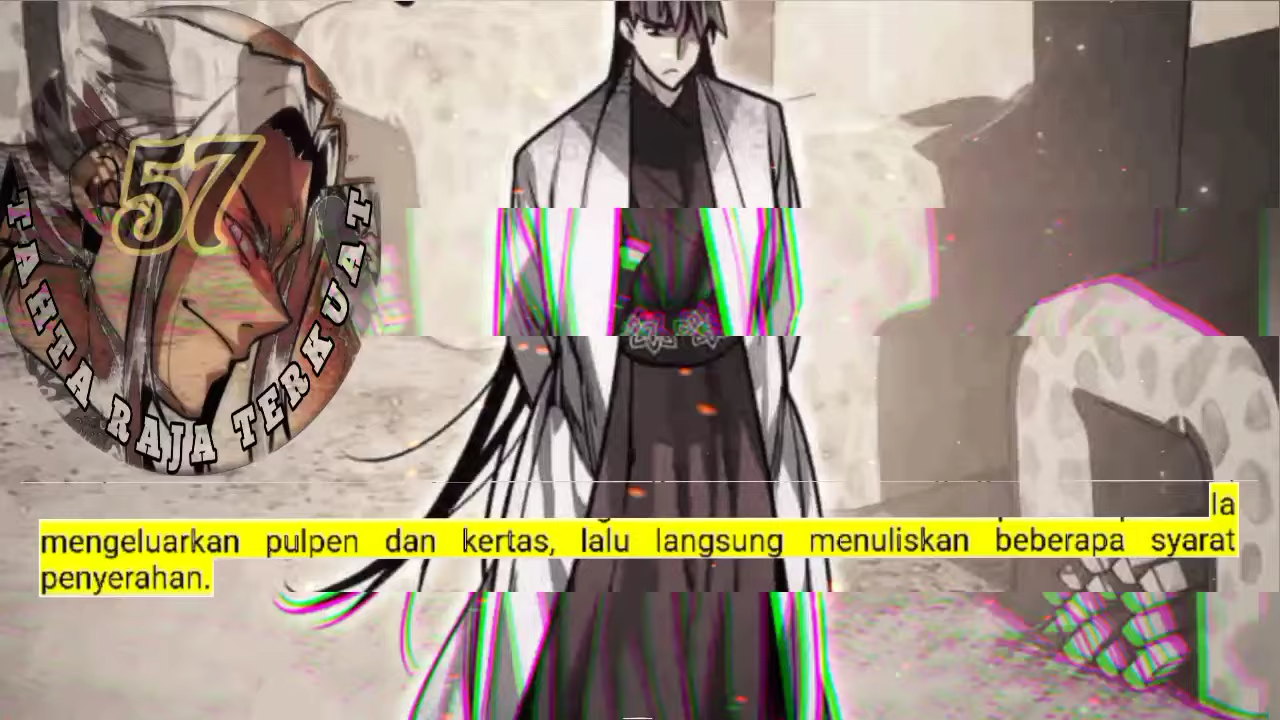 57
TAHTA RAJA TERKUAT
Ia
mengeluarkan pulpen dan kertas, lalu langsung menuliskan beberapa syarat
penyerahan.